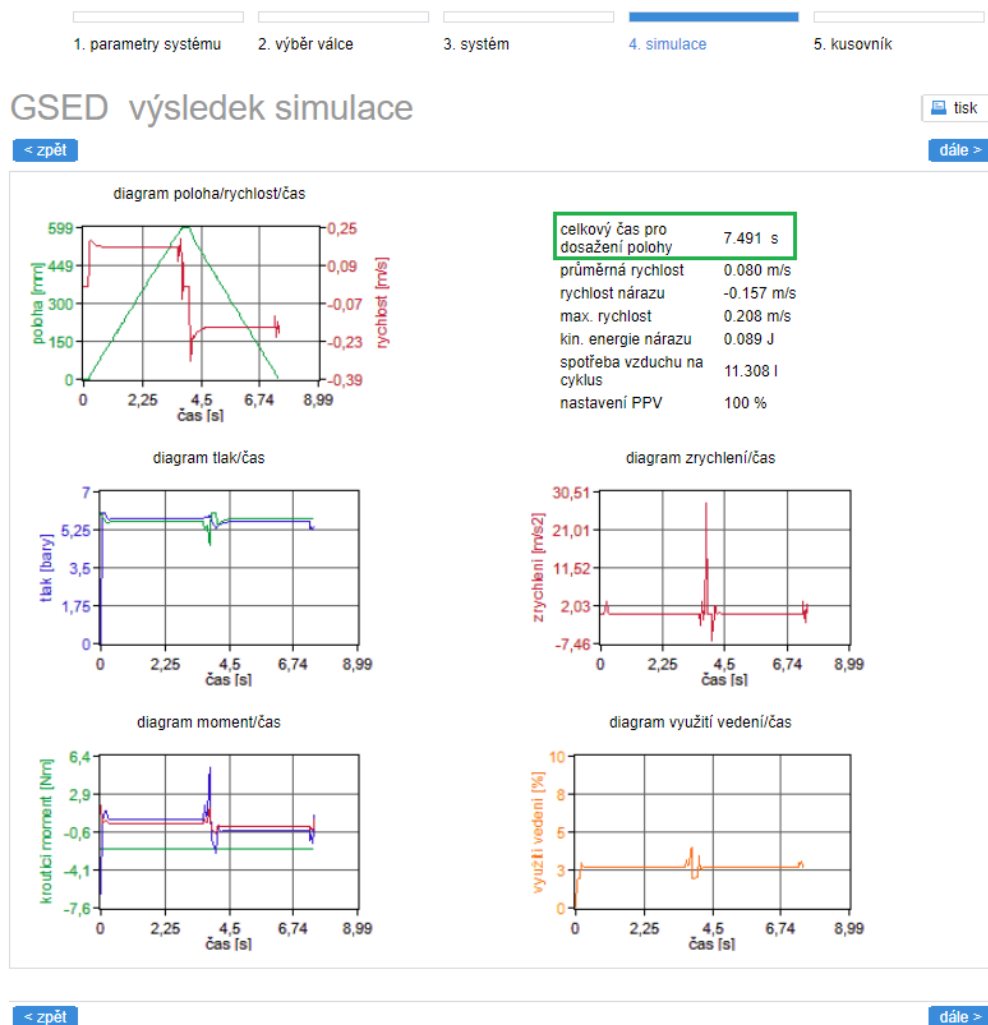 1. parametry systému
2. výběr válce
3. systém
4. simulace
5. kusovník
GSED výsledek simulace
tisk
< zpět
dále >
diagram poloha/rychlost/čas
poloha [mm]
599
449
300
150
0
0,25
0,09
-0,07
-0,23
-0,39
rychlost [m/s]
0
2,25
4,5
6,74
8,99
čas [s]
celkový čas pro
dosažení polohy
7.491 s
průměrná rychlost 0.080 m/s
rychlost nárazu -0.157 m/s
max. rychlost 0.208 m/s
kin. energie nárazu 0.089 J
spotřeba vzduchu na
cyklus
11.308 l
nastavení PPV 100 %
diagram tlak/čas
tlak [bary]
7
5,25
3,5
1,75
0
0
2,25
4,5
6,74
8,99
čas [s]
diagram zrychlení/čas
zrychlení [m/s2]
30,51
21,01
11,52
2,03
-7,46
0
2,25
4,5
6,74
8,99
čas [s]
diagram moment/čas
krouticí moment [Nm]
6,4
2,9
-0,6
-4,1
-7,6
0
2,25
4,5
6,74
8,99
čas [s]
diagram využití vedení/čas
využití vedení [%]
10
8
5
3
0
0
2,25
4,5
6,74
8,99
čas [s]
< zpět
dále >